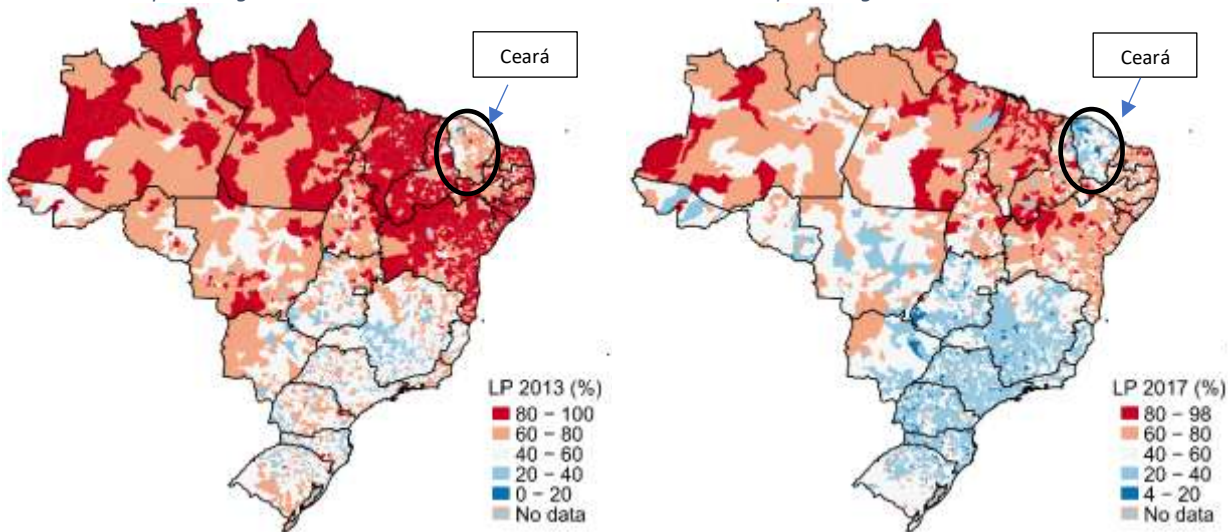 Ceará
LP 2013 (%)
80 – 100
60 – 80
40 – 60
20 – 40
0 – 20
No data
Ceará
LP 2017 (%)
80 – 98
60 – 80
40 – 60
20 – 40
4 – 20
No data